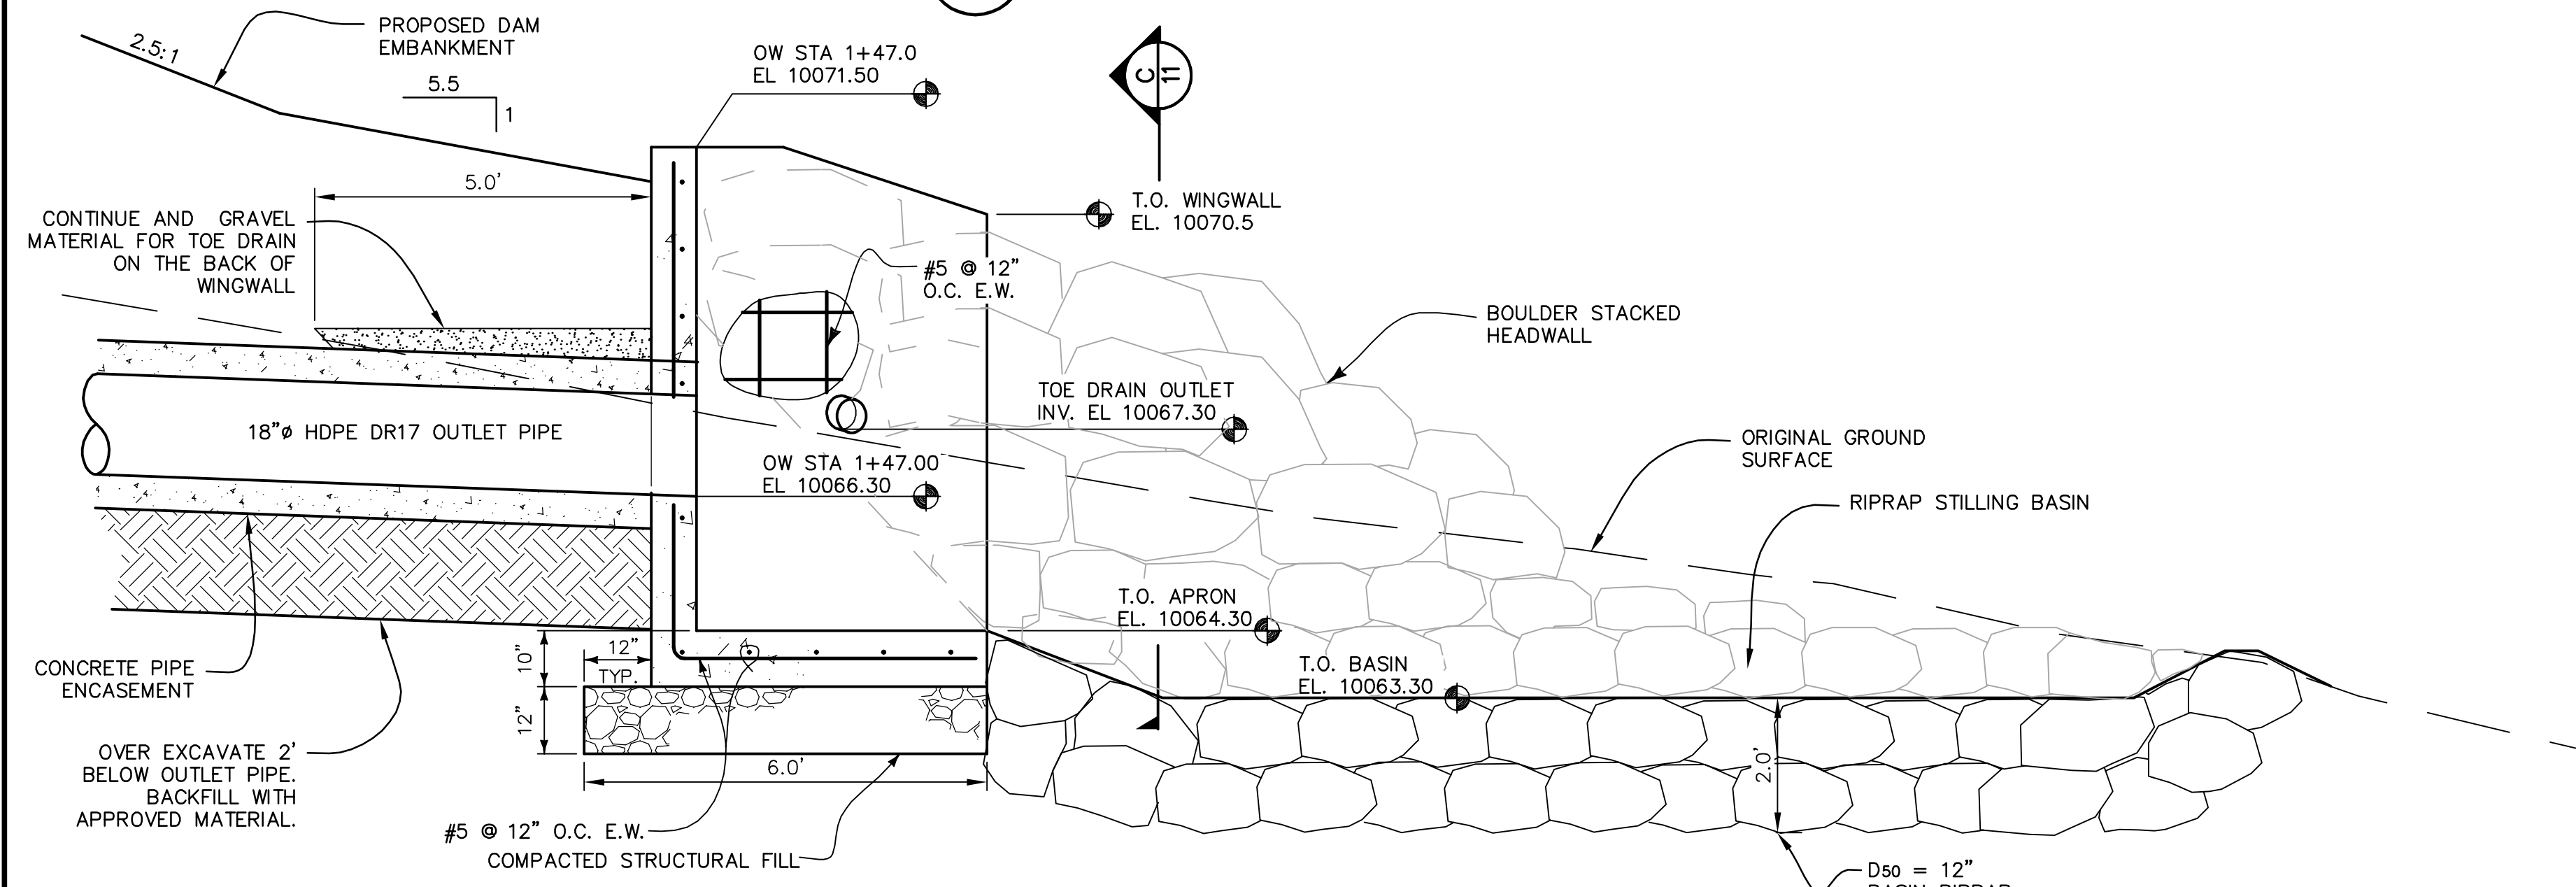 PROPOSED DAM
EMBANKMENT
2.5:1
5.5
1
OW STA 1+47.0
EL 10071.50
C
11
5.0'
T.O. WINGWALL
EL. 10070.5
CONTINUE AND GRAVEL
MATERIAL FOR TOE DRAIN
ON THE BACK OF
WINGWALL
#5 @ 12"
O.C. E.W.
BOULDER STACKED
HEADWALL
TOE DRAIN OUTLET
INV. EL 10067.30
18"ø HDPE DR17 OUTLET PIPE
ORIGINAL GROUND
SURFACE
OW STA 1+47.00
EL 10066.30
RIPRAP STILLING BASIN
T.O. APRON
EL. 10064.30
CONCRETE PIPE
ENCASEMENT
10"
12"
TYP.
T.O. BASIN
EL. 10063.30
12"
OVER EXCAVATE 2'
BELOW OUTLET PIPE.
BACKFILL WITH
APPROVED MATERIAL.
6.0'
2.0'
#5 @ 12" O.C. E.W.
COMPACTED STRUCTURAL FILL
D50 = 12"
BASIN RIPRAP